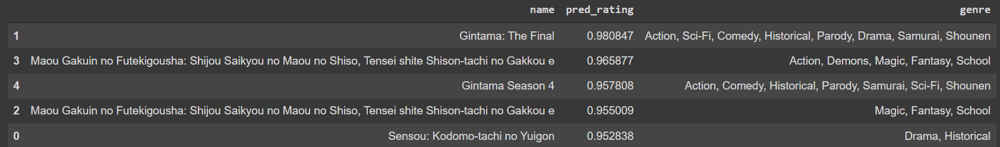 name pred_rating genre
1 Gintama: The Final 0.980847 Action, Sci-Fi, Comedy, Historical, Parody, Drama, Samurai, Shounen
3 Maou Gakuin no Futekigousha: Shijou Saikyou no Maou no Shiso, Tensei shite Shison-tachi no Gakkou e 0.965877 Action, Demons, Magic, Fantasy, School
4 Gintama Season 4 0.957808 Action, Comedy, Historical, Parody, Samurai, Sci-Fi, Shounen
2 Maou Gakuin no Futekigousha: Shijou Saikyou no Maou no Shiso, Tensei shite Shison-tachi no Gakkou e 0.955009 Magic, Fantasy, School
0 Sensou: Kodomo-tachi no Yuigon 0.952838 Drama, Historical